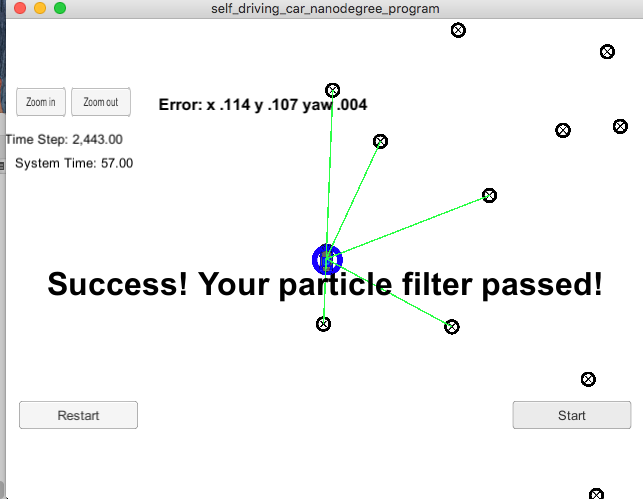 self_driving_car_nanodegree_program
Zoom in Zoom out
Error: x .114 y .107 yaw .004
Time Step: 2,443.00
System Time: 57.00
Success! Your particle filter passed!
Restart
Start